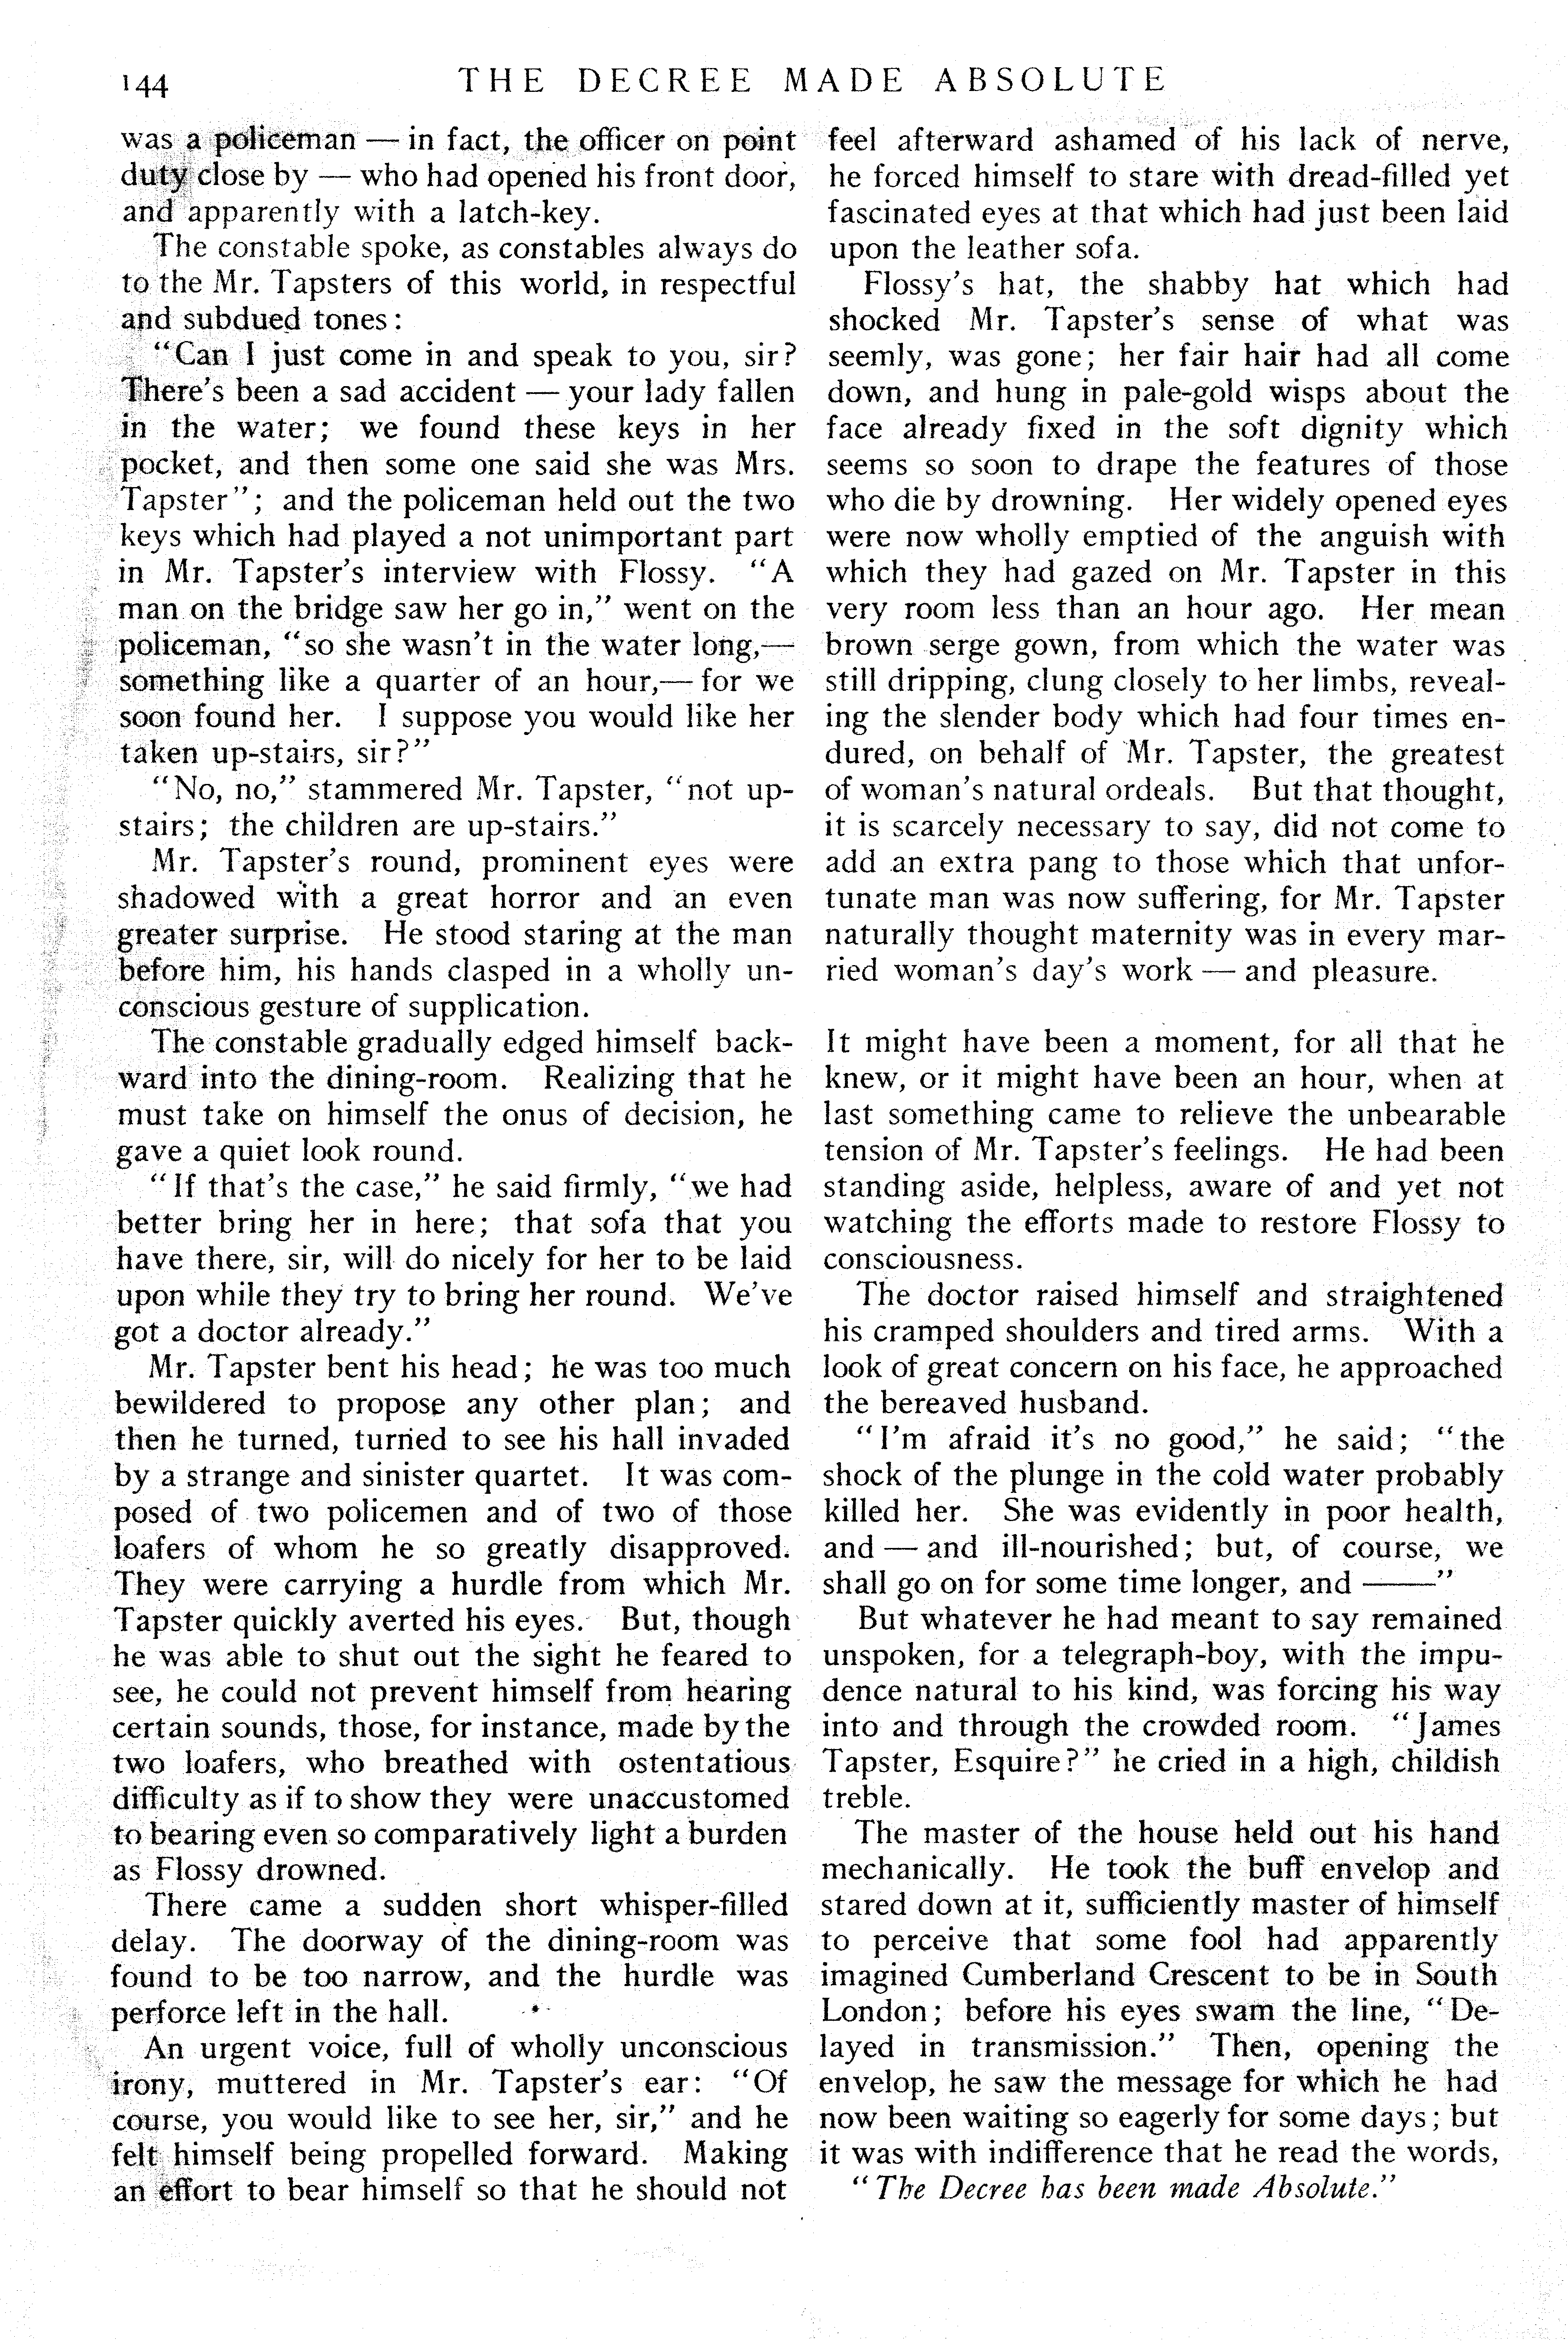 144
THE DECREE MADE ABSOLUTE
was a policeman — in fact, the officer on point
duty close by — who had opened his front door,
and apparently with a latch-key.
The constable spoke, as constables always do
to the Mr. Tapsters of this world, in respectful
and subdued tones:
"Can I just come in and speak to you, sir?
There's been a sad accident — your lady fallen
in the water; we found these keys in her
pocket, and then some one said she was Mrs.
Tapster"; and the policeman held out the two
keys which had played a not unimportant part
in Mr. Tapster's interview with Flossy. "A
man on the bridge saw her go in," went on the
policeman, "so she wasn't in the water long,—
something like a quarter of an hour,— for we
soon found her. I suppose you would like her
taken up-stairs, sir?"
"No, no," stammered Mr. Tapster, "not up-
stairs; the children are up-stairs."
Mr. Tapster's round, prominent eyes were
shadowed with a great horror and an even
greater surprise. He stood staring at the man
before him, his hands clasped in a wholly un-
conscious gesture of supplication.
The constable gradually edged himself back-
ward into the dining-room. Realizing that he
must take on himself the onus of decision, he
gave a quiet look round.
"If that's the case," he said firmly, "we had
better bring her in here; that sofa that you
have there, sir, will do nicely for her to be laid
upon while they try to bring her round. We've
got a doctor already."
Mr. Tapster bent his head; he was too much
bewildered to propose any other plan; and
then he turned, turned to see his hall invaded
by a strange and sinister quartet. It was com-
posed of two policemen and of two of those
loafers of whom he so greatly disapproved.
They were carrying a hurdle from which Mr.
Tapster quickly averted his eyes. But, though
he was able to shut out the sight he feared to
see, he could not prevent himself from hearing
certain sounds, those, for instance, made by the
two loafers, who breathed with ostentatious
difficulty as if to show they were unaccustomed
to bearing even so comparatively light a burden
as Flossy drowned.
There came a sudden short whisper-filled
delay. The doorway of the dining-room was
found to be too narrow, and the hurdle was
perforce left in the hall.
An urgent voice, full of wholly unconscious
irony, muttered in Mr. Tapster's ear: "Of
course, you would like to see her, sir," and he
felt himself being propelled forward. Making
an effort to bear himself so that he should not
feel afterward ashamed of his lack of nerve,
he forced himself to stare with dread-filled yet
fascinated eyes at that which had just been laid
upon the leather sofa.
Flossy's hat, the shabby hat which had
shocked Mr. Tapster's sense of what was
seemly, was gone; her fair hair had all come
down, and hung in pale-gold wisps about the
face already fixed in the soft dignity which
seems so soon to drape the features of those
who die by drowning. Her widely opened eyes
were now wholly emptied of the anguish with
which they had gazed on Mr. Tapster in this
very room less than an hour ago. Her mean
brown serge gown, from which the water was
still dripping, clung closely to her limbs, reveal-
ing the slender body which had four times en-
dured, on behalf of Mr. Tapster, the greatest
of woman's natural ordeals. But that thought,
it is scarcely necessary to say, did not come to
add an extra pang to those which that unfor-
tunate man was now suffering, for Mr. Tapster
naturally thought maternity was in every mar-
ried woman's day's work — and pleasure.
It might have been a moment, for all that he
knew, or it might have been an hour, when at
last something came to relieve the unbearable
tension of Mr. Tapster's feelings. He had been
standing aside, helpless, aware of and yet not
watching the efforts made to restore Flossy to
consciousness.
The doctor raised himself and straightened
his cramped shoulders and tired arms. With a
look of great concern on his face, he approached
the bereaved husband.
"I'm afraid it's no good," he said; "the
shock of the plunge in the cold water probably
killed her. She was evidently in poor health,
and — and ill-nourished; but, of course, we
shall go on for some time longer, and ——"
But whatever he had meant to say remained
unspoken, for a telegraph-boy, with the impu-
dence natural to his kind, was forcing his way
into and through the crowded room. "James
Tapster, Esquire?" he cried in a high, childish
treble.
The master of the house held out his hand
mechanically. He took the buff envelop and
stared down at it, sufficiently master of himself
to perceive that some fool had apparently
imagined Cumberland Crescent to be in South
London; before his eyes swam the line, "De-
layed in transmission." Then, opening the
envelop, he saw the message for which he had
now been waiting so eagerly for some days; but
it was with indifference that he read the words,
"The Decree has been made Absolute."